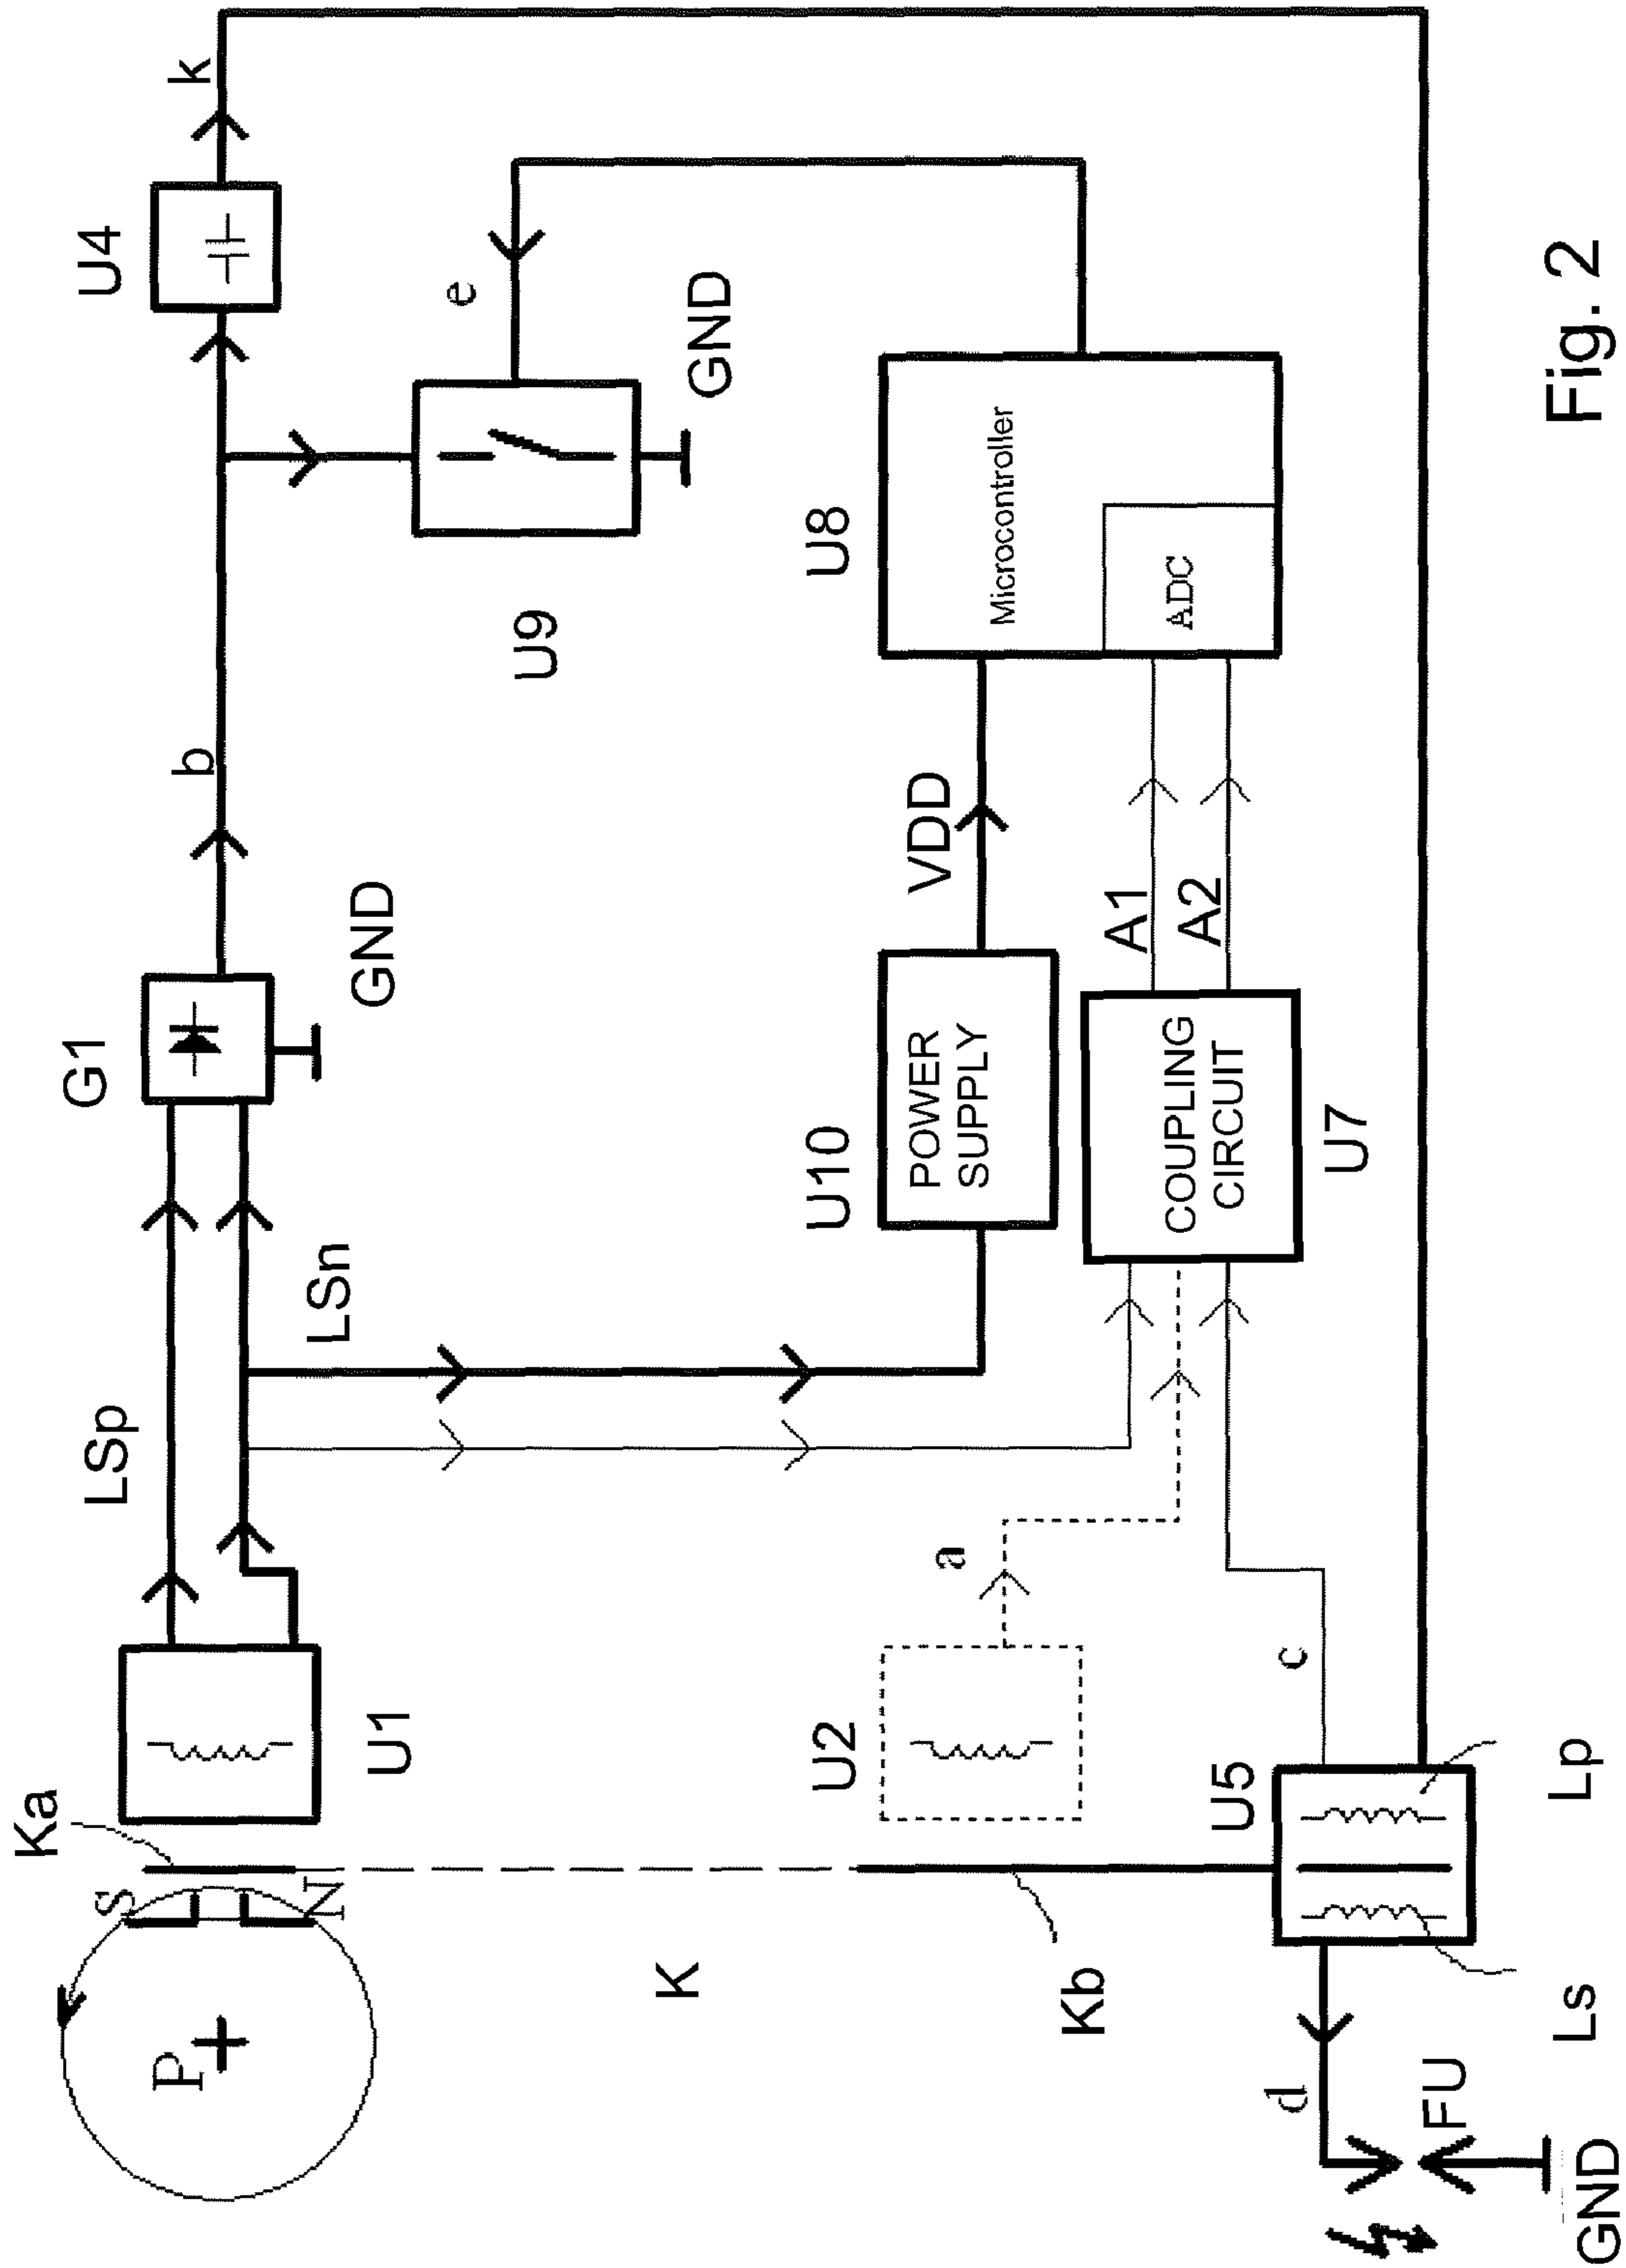 P
S
N
Ka
K
Kb
U1
LSp
LSn
G1
GND
b
U4
k
U9
e
GND
U2
a
U10
POWER
SUPPLY
VDD
U8
Microcontroller
ADC
COUPLING
CIRCUIT
U7
A1
A2
U5
c
Lp
Ls
d
FU
GND
Fig. 2